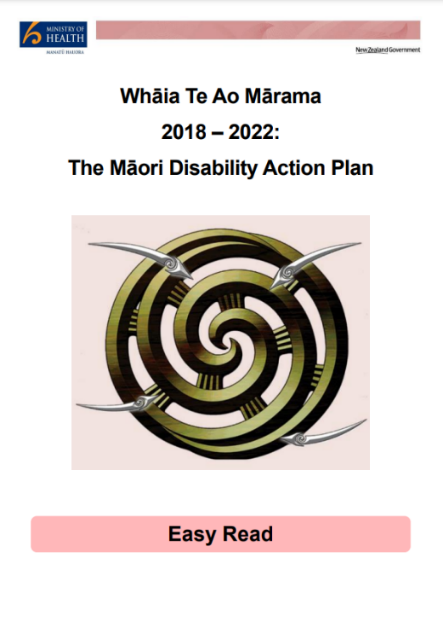 MINISTRY OF
HEALTH
MANATŪ HAUORA
New Zealand Government
Whāia Te Ao Mārama
2018 – 2022:
The Māori Disability Action Plan
Easy Read